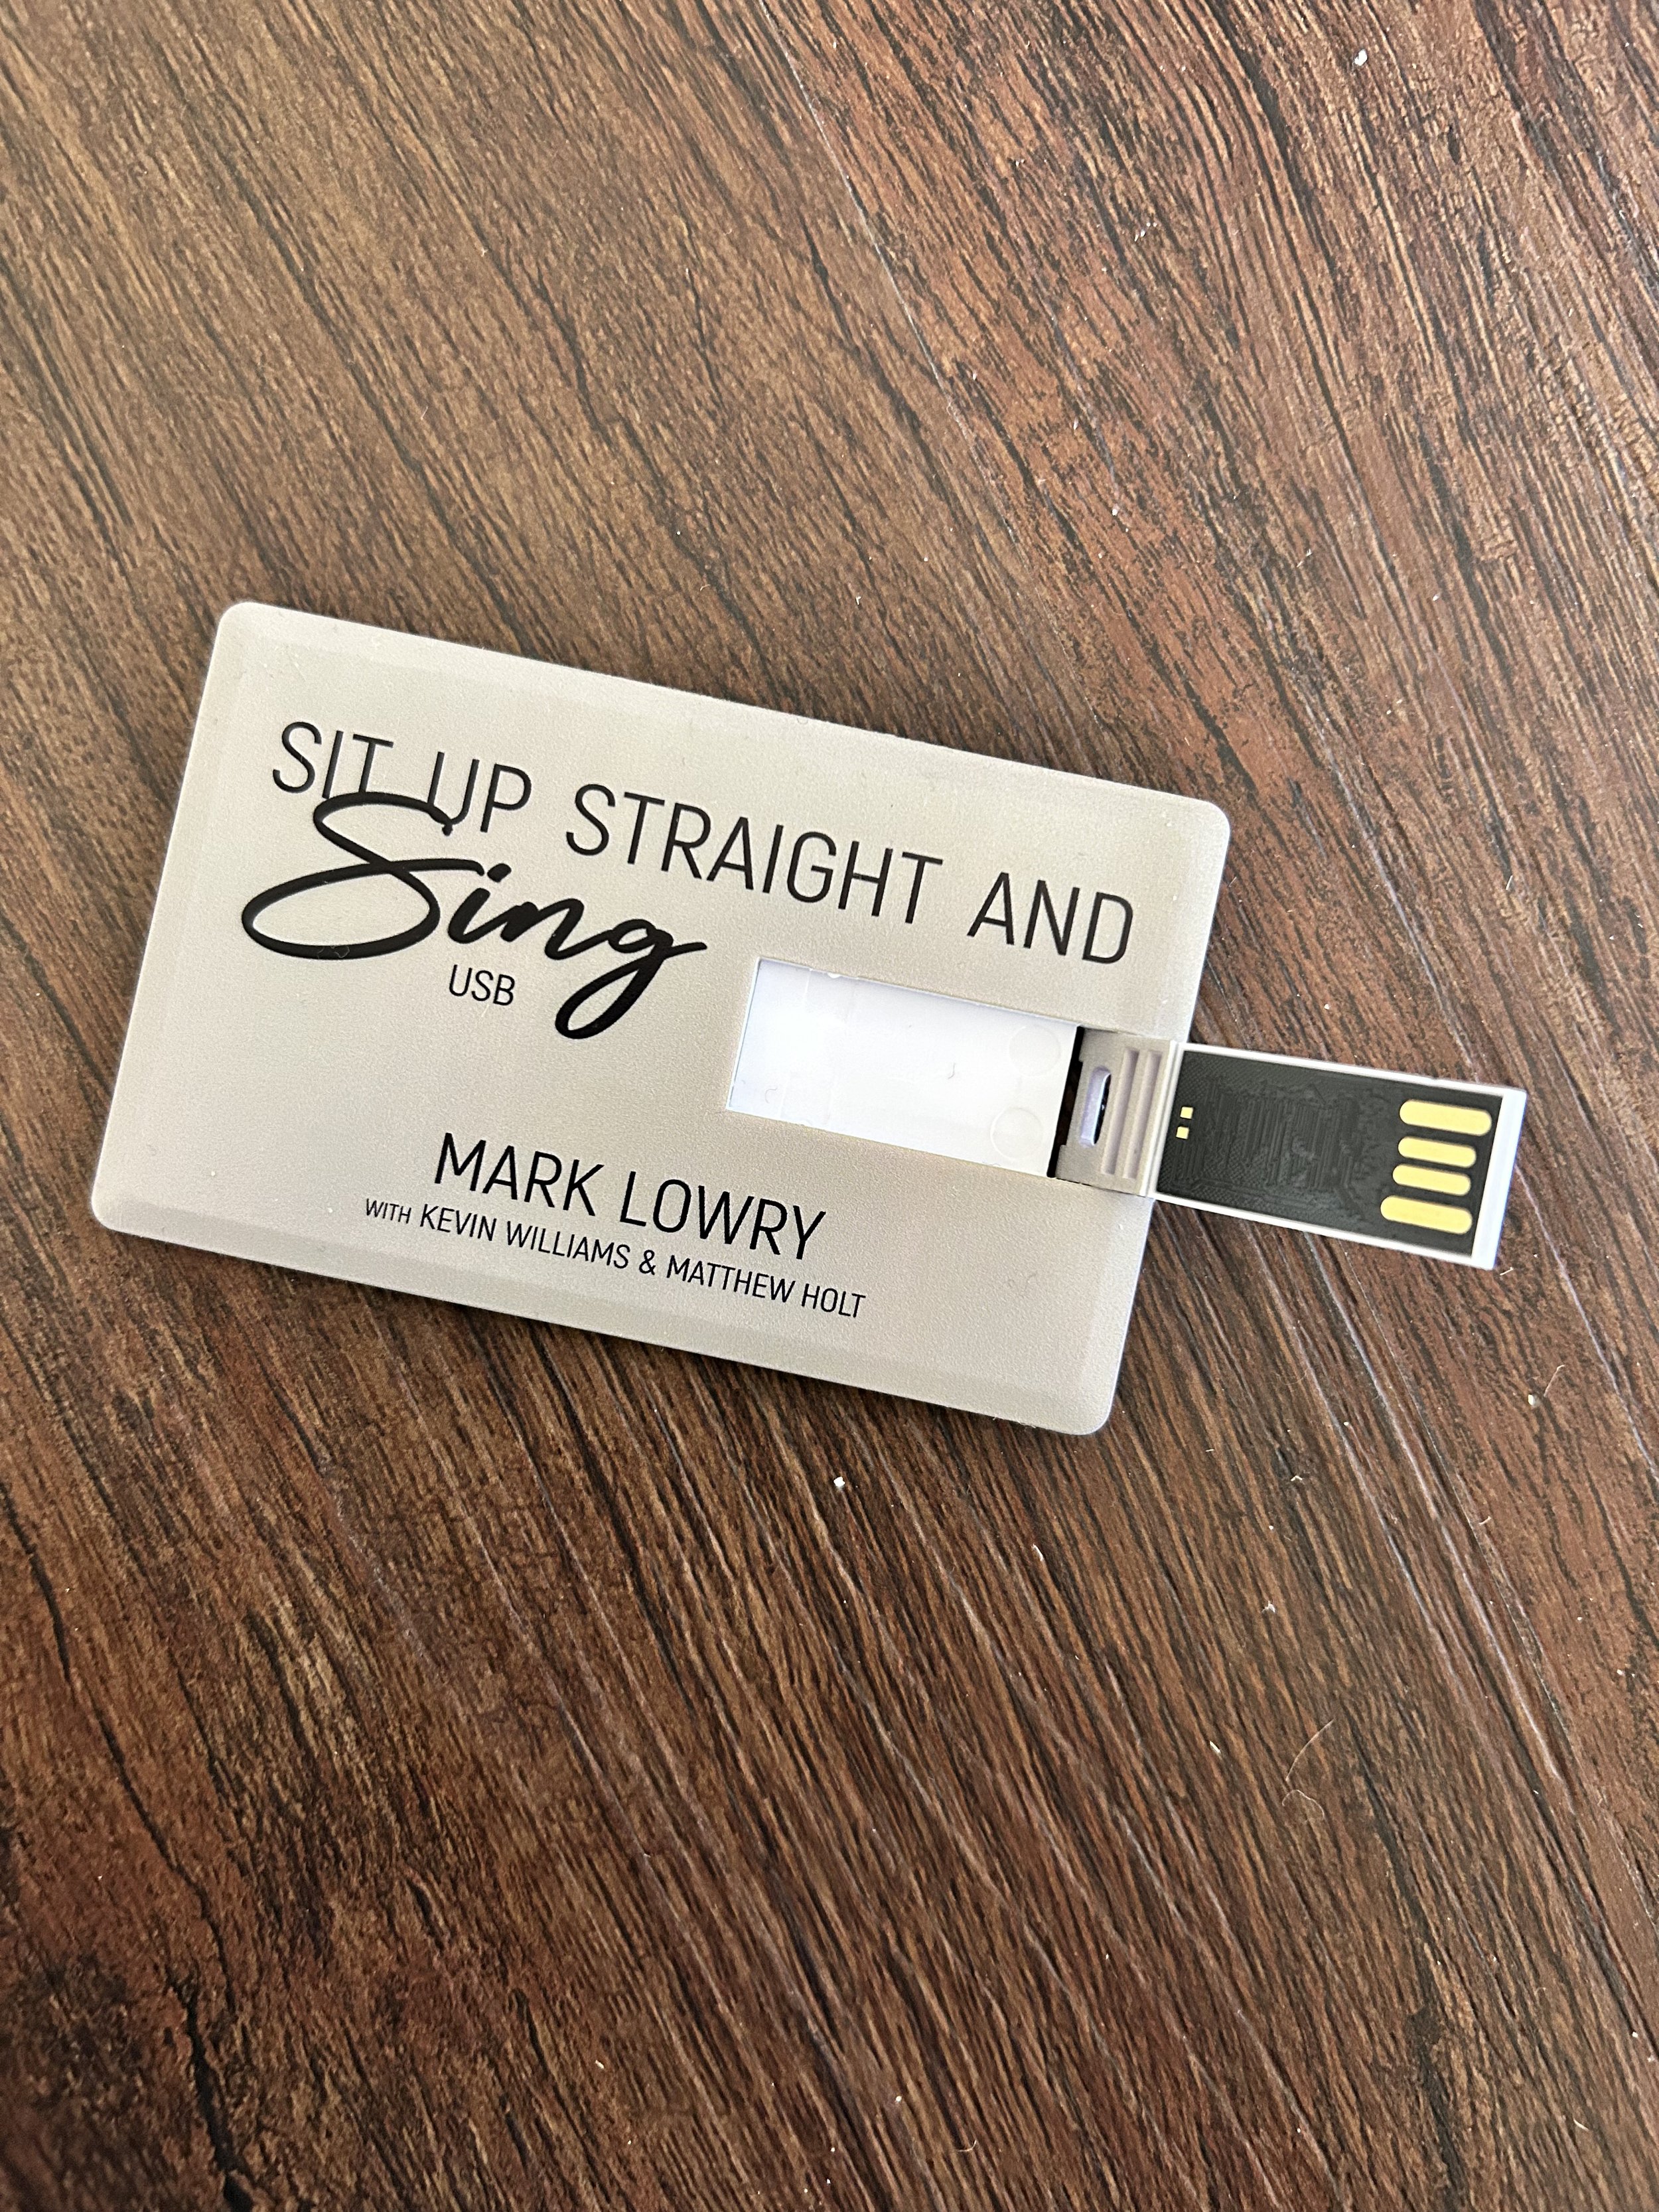 SIT UP STRAIGHT AND
Sing
USB
MARK LOWRY
WITH KEVIN WILLIAMS & MATTHEW HOLT